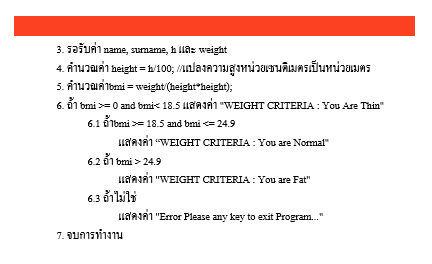 3. รอรับค่า name, surname, h และ weight
4. คำนวณค่า height = h/100; //แปลงความสูงหน่วยเซนติเมตรเป็นหน่วยเมตร
5. คำนวณค่าbmi = weight/(height*height);
6. ถ้า bmi >= 0 and bmi< 18.5 แสดงค่า "WEIGHT CRITERIA : You Are Thin"
6.1 ถ้าbmi >= 18.5 and bmi <= 24.9
แสดงค่า “WEIGHT CRITERIA : You are Normal"
6.2 ถ้า bmi > 24.9
แสดงค่า "WEIGHT CRITERIA : You is Fat"
6.3 ถ้าไม่ใช่
แสดงค่า "Error Please any key to exit Program..."
7. จบการทำงาน